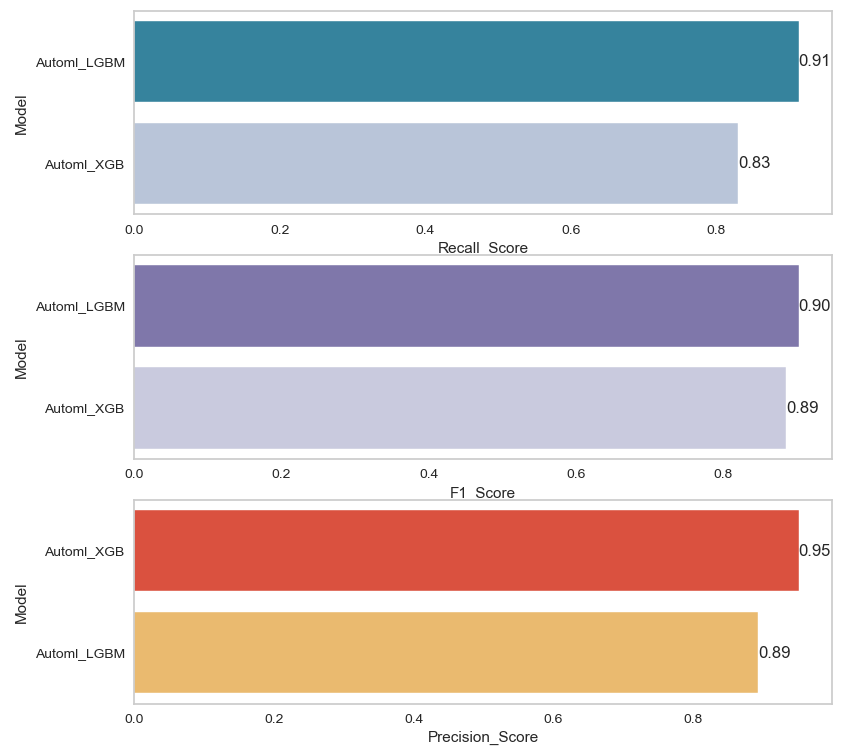 Model
Automl_LGBM
0.91
Automl_XGB
0.83
0.0 0.2 0.4 0.6 0.8
Recall_Score
Model
Automl_LGBM
0.90
Automl_XGB
0.89
0.0 0.2 0.4 0.6 0.8
F1_Score
Model
Automl_XGB
0.95
Automl_LGBM
0.89
0.0 0.2 0.4 0.6 0.8
Precision_Score